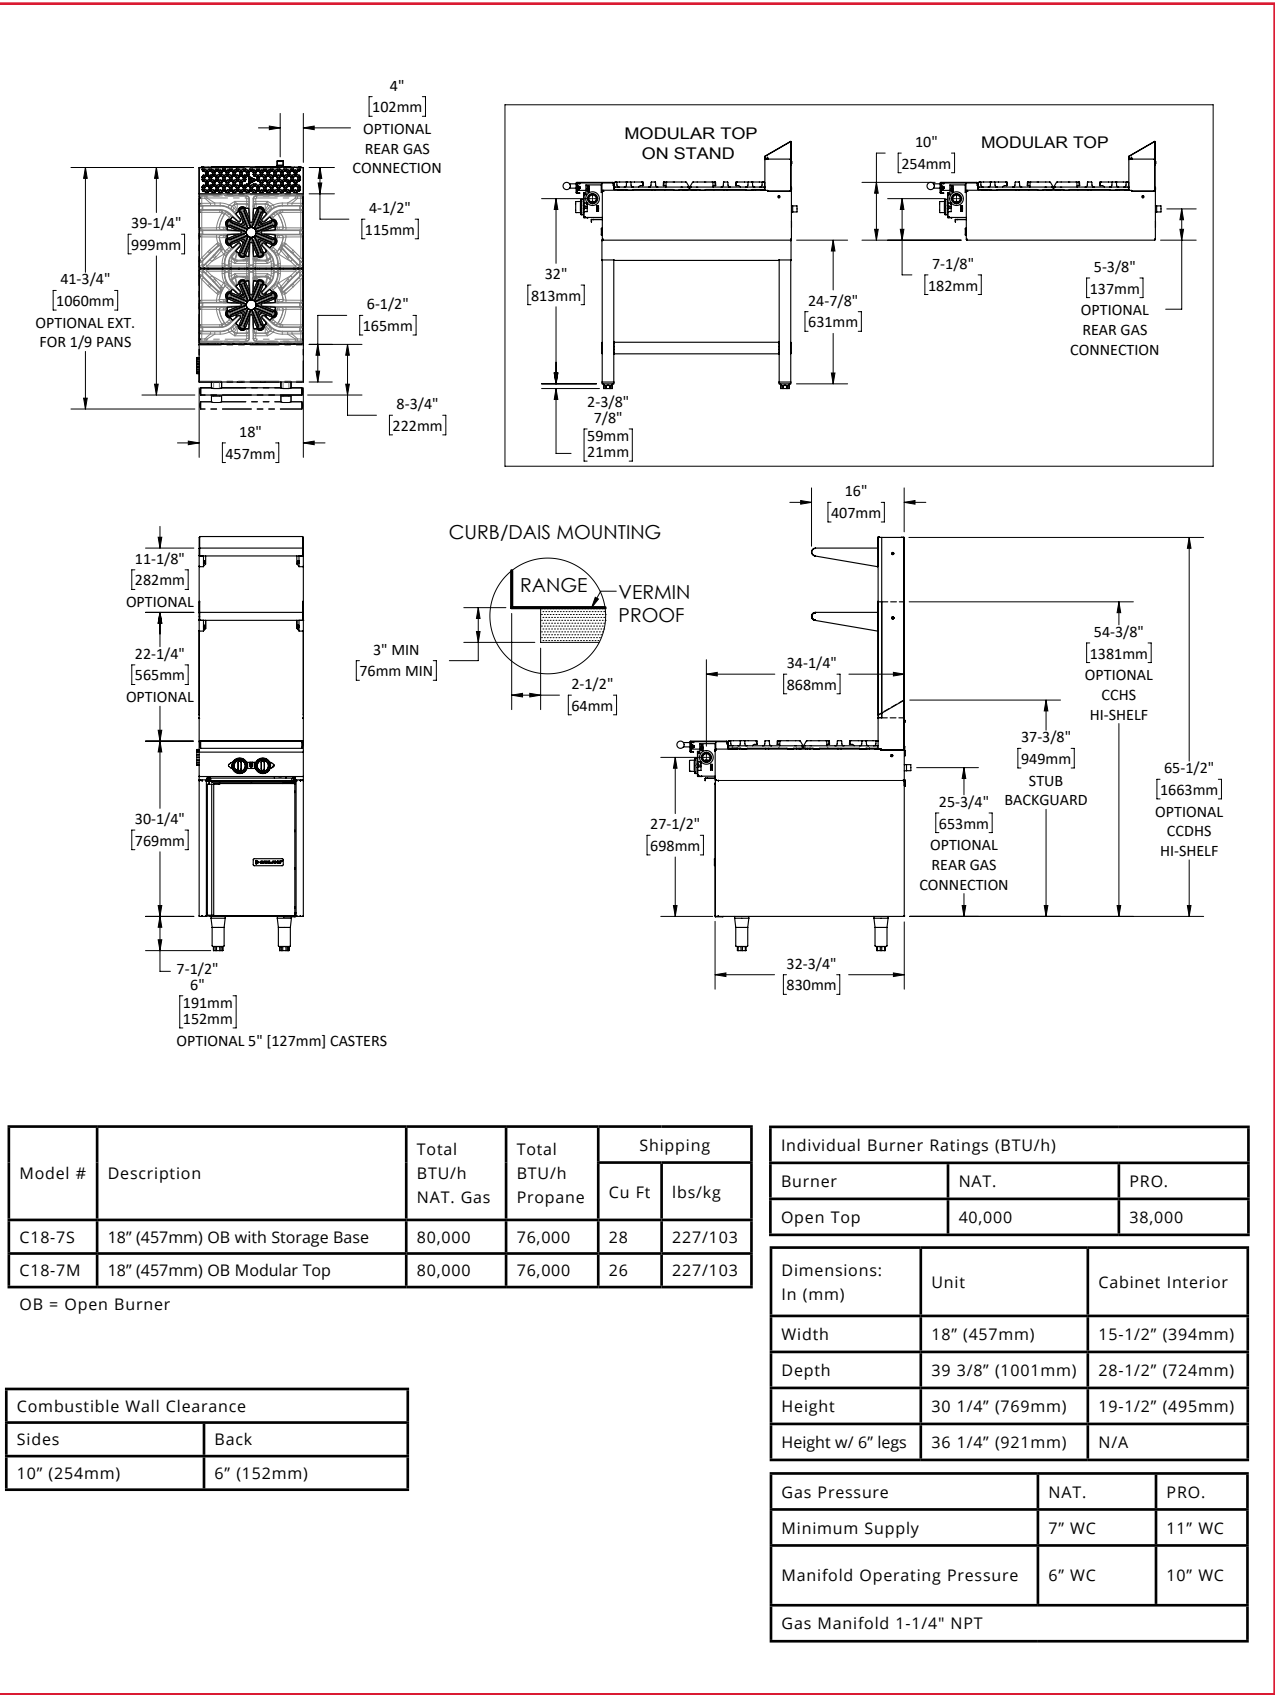 4"
[102mm]
OPTIONAL
REAR GAS
CONNECTION
39-1/4"
[999mm]
4-1/2"
[115mm]
41-3/4"
[1060mm]
OPTIONAL EXT.
FOR 1/9 PANS
6-1/2"
[165mm]
8-3/4"
[222mm]
18"
[457mm]
MODULAR TOP
ON STAND
32"
[813mm]
24-7/8"
[631mm]
2-3/8"
7/8"
[59mm]
[21mm]
10"
[254mm]
MODULAR TOP
7-1/8"
[182mm]
5-3/8"
[137mm]
OPTIONAL
REAR GAS
CONNECTION
11-1/8"
[282mm]
OPTIONAL
22-1/4"
[565mm]
OPTIONAL
30-1/4"
[769mm]
7-1/2"
6"
[191mm]
[152mm]
OPTIONAL 5" [127mm] CASTERS
CURB/DAIS MOUNTING
RANGE
VERMIN
PROOF
3" MIN
[76mm MIN]
2-1/2"
[64mm]
16"
[407mm]
34-1/4"
[868mm]
54-3/8"
[1381mm]
OPTIONAL
CCHS
HI-SHELF
37-3/8"
[949mm]
STUB
BACKGUARD
65-1/2"
[1663mm]
OPTIONAL
CCDHS
HI-SHELF
27-1/2"
[698mm]
25-3/4"
[653mm]
OPTIONAL
REAR GAS
CONNECTION
32-3/4"
[830mm]
Model # Description Total BTU/h NAT. Gas Total BTU/h Propane Shipping
Cu Ft lbs/kg
C18-7S 18” (457mm) OB with Storage Base 80,000 76,000 28 227/103
C18-7M 18” (457mm) OB Modular Top 80,000 76,000 26 227/103
OB = Open Burner
Combustible Wall Clearance
Sides Back
10” (254mm) 6” (152mm)
Individual Burner Ratings (BTU/h)
Burner NAT. PRO.
Open Top 40,000 38,000
Dimensions: In (mm) Unit Cabinet Interior
Width 18” (457mm) 15-1/2” (394mm)
Depth 39 3/8” (1001mm) 28-1/2” (724mm)
Height 30 1/4” (769mm) 19-1/2” (495mm)
Height w/ 6” legs 36 1/4” (921mm) N/A
Gas Pressure NAT. PRO.
Minimum Supply 7” WC 11” WC
Manifold Operating Pressure 6” WC 10” WC
Gas Manifold 1-1/4" NPT